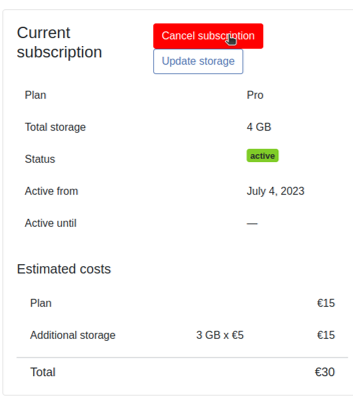 Current
subscription
Cancel subscription
Update storage
Plan Pro
Total storage 4 GB
Status active
Active from July 4, 2023
Active until —
Estimated costs
Plan €15
Additional storage 3 GB x €5 €15
Total €30